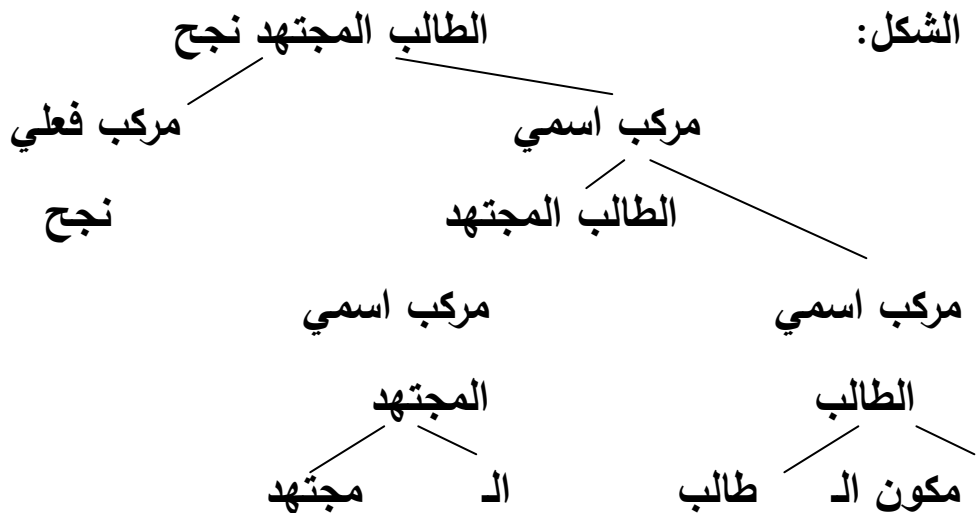 الشكل: الطالب المجتهد نجح
مركب اسمي مركب فعلي
الطالب المجتهد نجح
مركب اسمي مركب اسمي
الطالب المجتهد
مكون الـ طالب الـ مجتهد